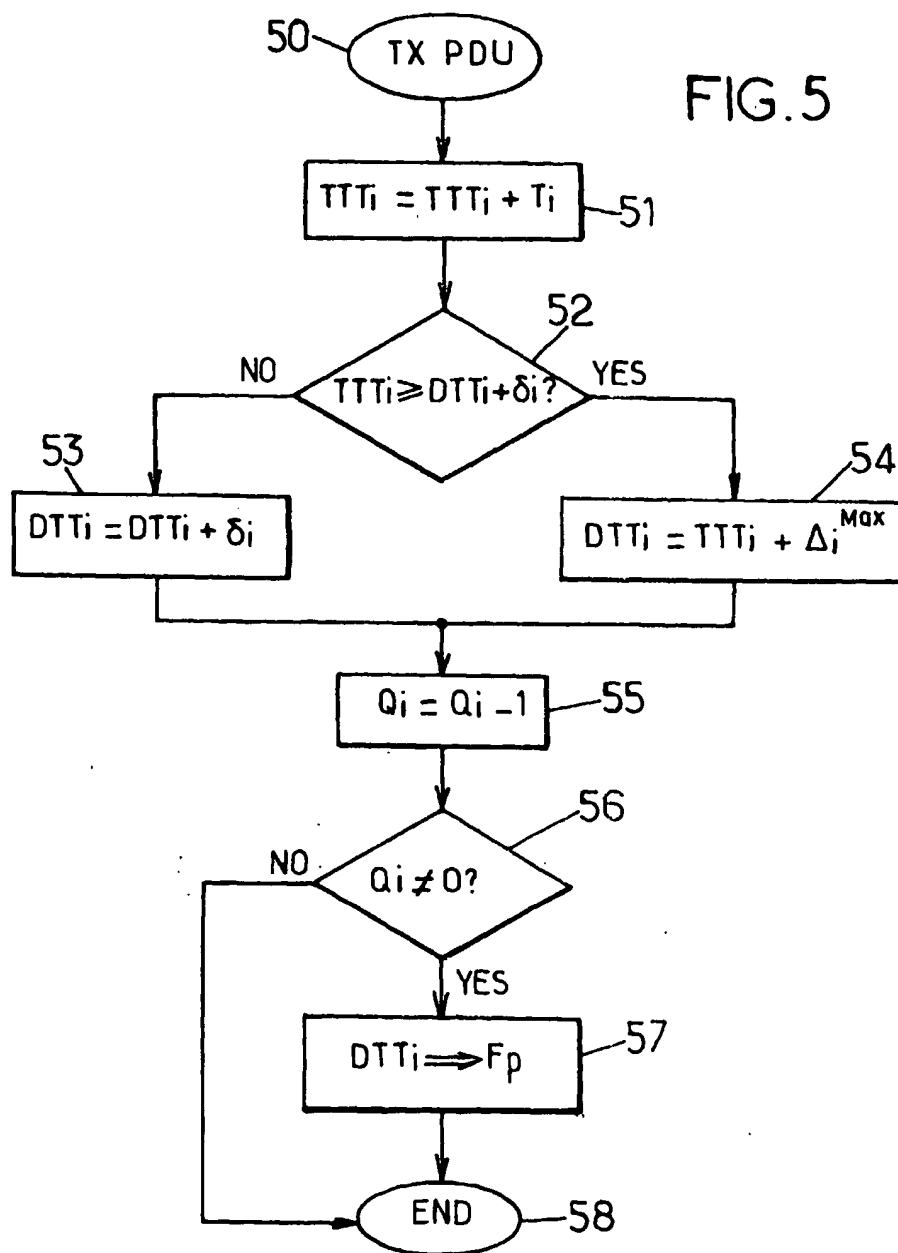 50
TX PDU
FIG.5
TTTi = TTTi + Ti
51
52
NO
TTTi ⩾ DTTi + δi?
YES
53
54
DTTi = DTTi + δi
DTTi = TTTi + Δi^Max
Qi = Qi - 1
55
56
NO
Qi ≠ 0?
YES
DTTi ⟹ Fp
57
END
58